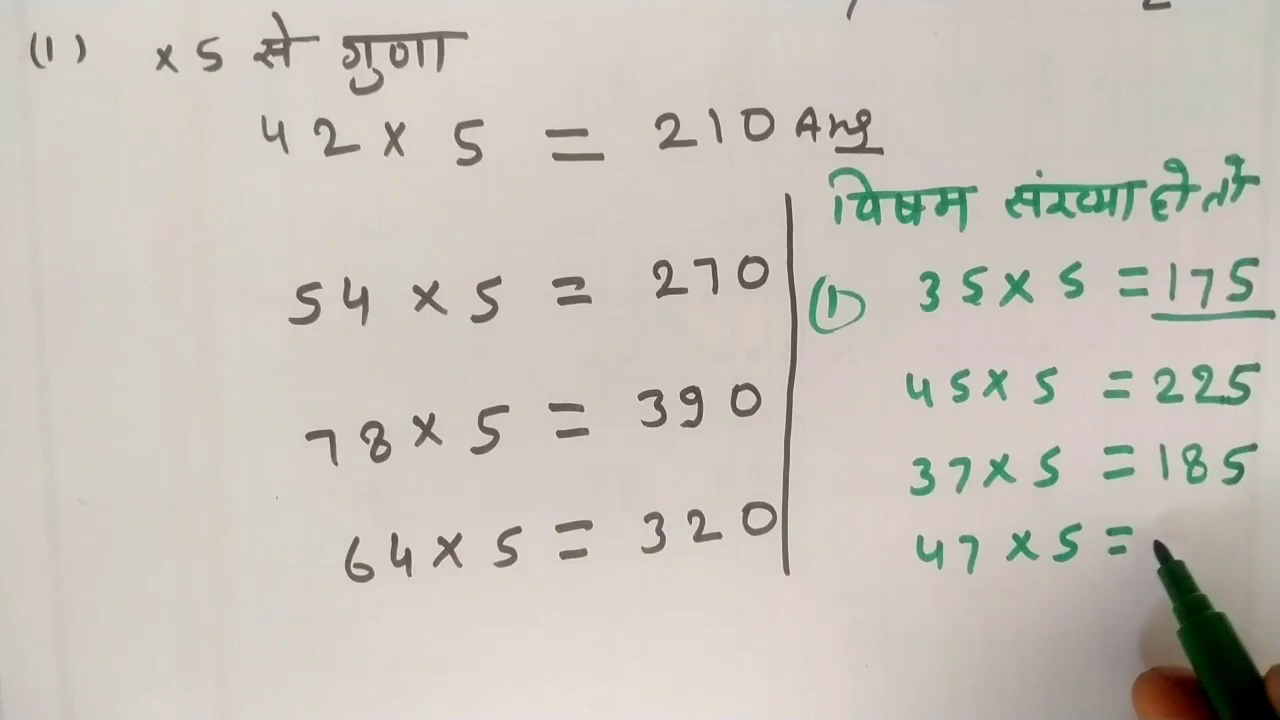 (1) ×5 से गुणा
42 × 5 = 210 Ans
54 × 5 = 270
78 × 5 = 390
64 × 5 = 320
विषम संख्या हो तो
(1) 35 × 5 = 175
45 × 5 = 225
37 × 5 = 185
47 × 5 =